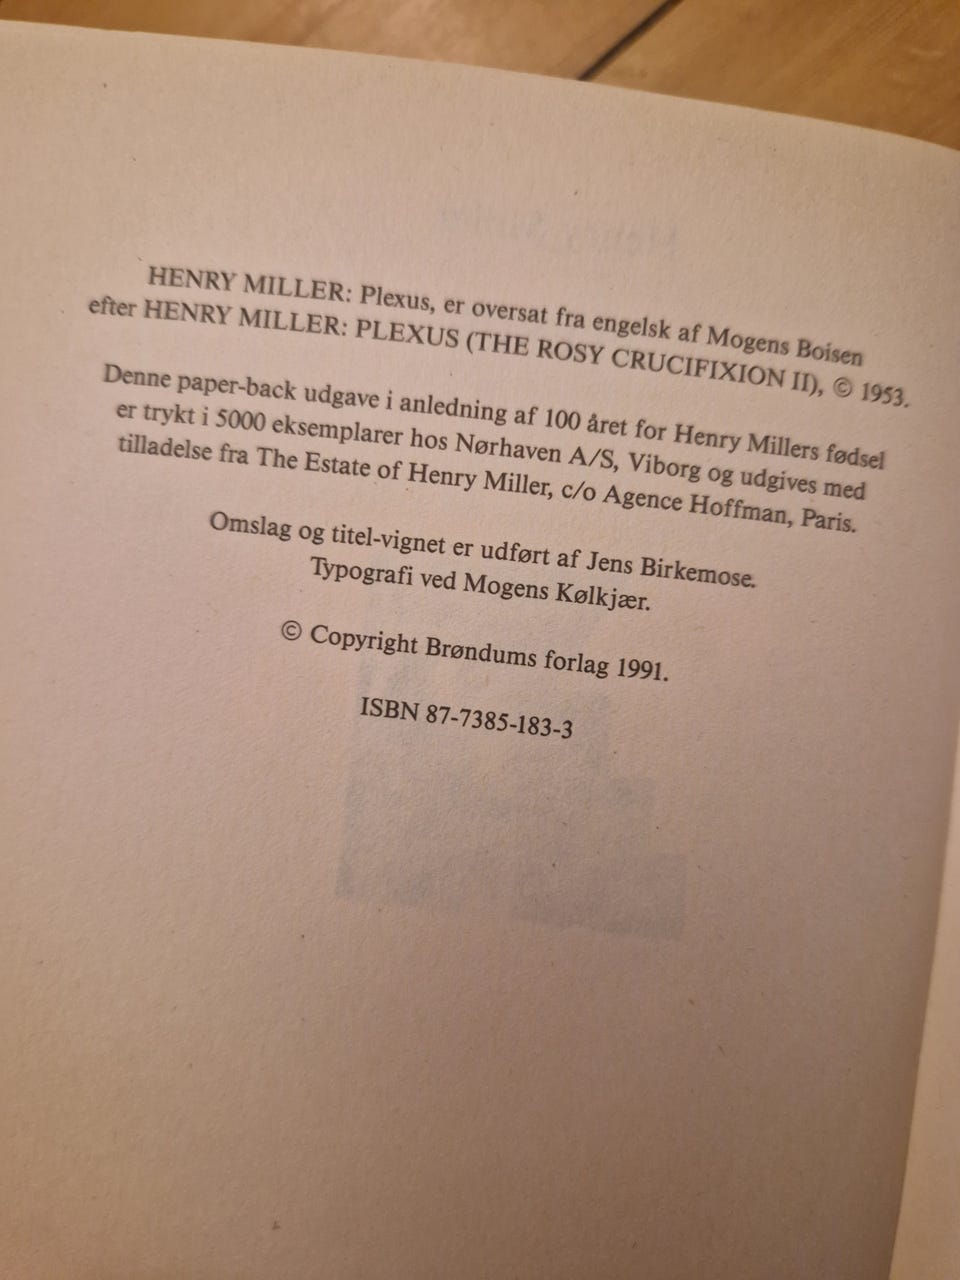 HENRY MILLER: Plexus, er oversat fra engelsk af Mogens Boisen
efter HENRY MILLER: PLEXUS (THE ROSY CRUCIFIXION II), © 1953.
Denne paper-back udgave i anledning af 100 året for Henry Millers fødsel
er trykt i 5000 eksemplarer hos Nørhaven A/S, Viborg og udgives med
tilladelse fra The Estate of Henry Miller, c/o Agence Hoffman, Paris.
Omslag og titel-vignet er udført af Jens Birkemose.
Typografi ved Mogens Kølkjær.
© Copyright Brøndums forlag 1991.
ISBN 87-7385-183-3